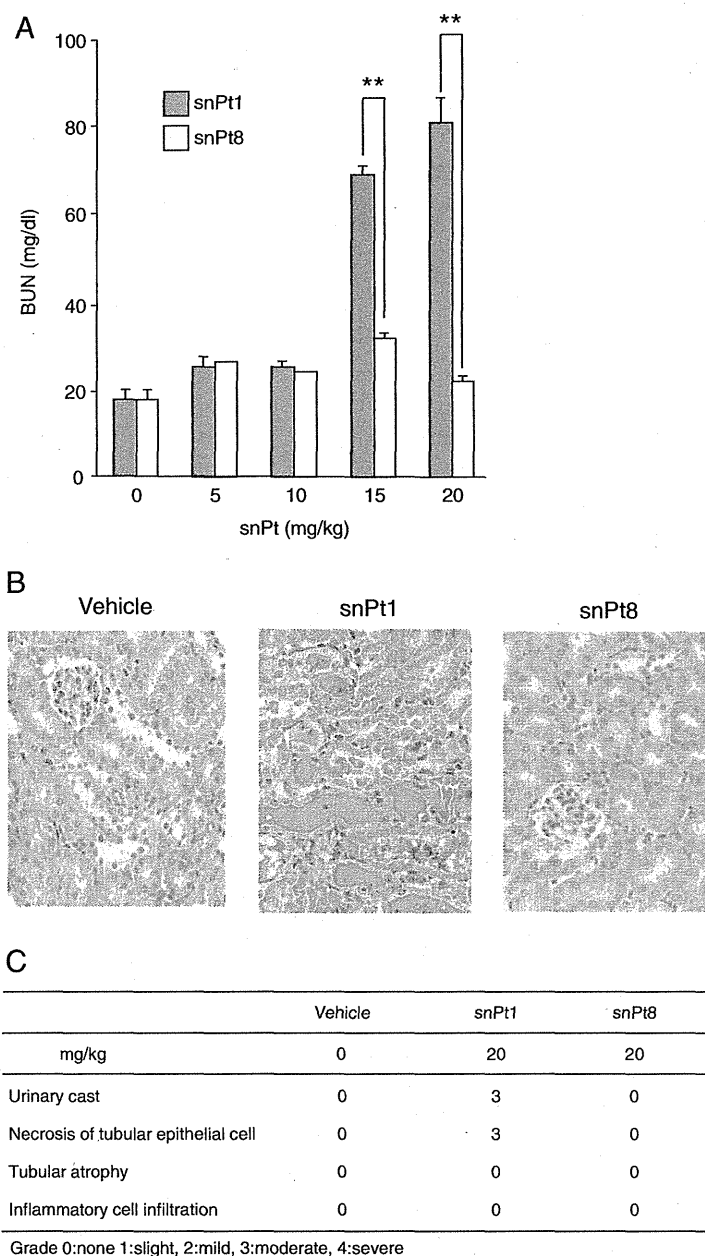 A
100
80
60
40
20
0
BUN (mg/dl)
snPt1
snPt8
**
**
0 5 10 15 20
snPt (mg/kg)
B
Vehicle snPt1 snPt8
C
Vehicle snPt1 snPt8
mg/kg 0 20 20
Urinary cast 0 3 0
Necrosis of tubular epithelial cell 0 3 0
Tubular atrophy 0 0 0
Inflammatory cell infiltration 0 0 0
Grade 0:none 1:slight, 2:mild, 3:moderate, 4:severe